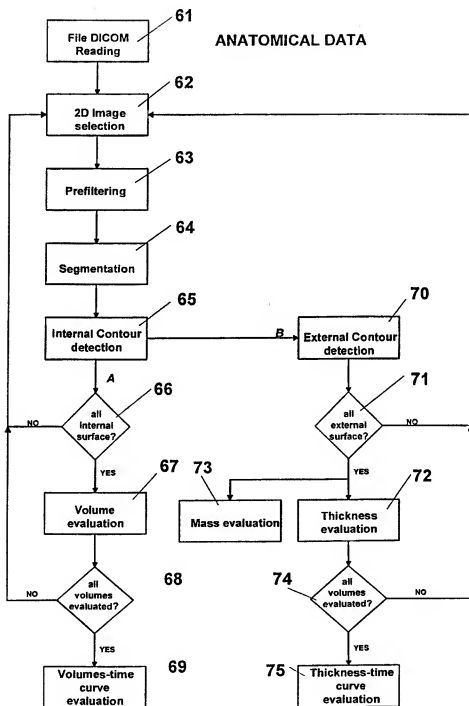 61
File DICOM
Reading
ANATOMICAL DATA
62
2D Image
selection
63
Prefiltering
64
Segmentation
65
Internal Contour
detection
B
70
External Contour
detection
A
66
all
internal
surface?
NO
YES
71
all
external
surface?
NO
YES
67
Volume
evaluation
73
Mass evaluation
72
Thickness
evaluation
68
all
volumes
evaluated?
NO
YES
74
all
volumes
evaluated?
NO
YES
69
Volumes-time
curve
evaluation
75
Thickness-time
curve
evaluation